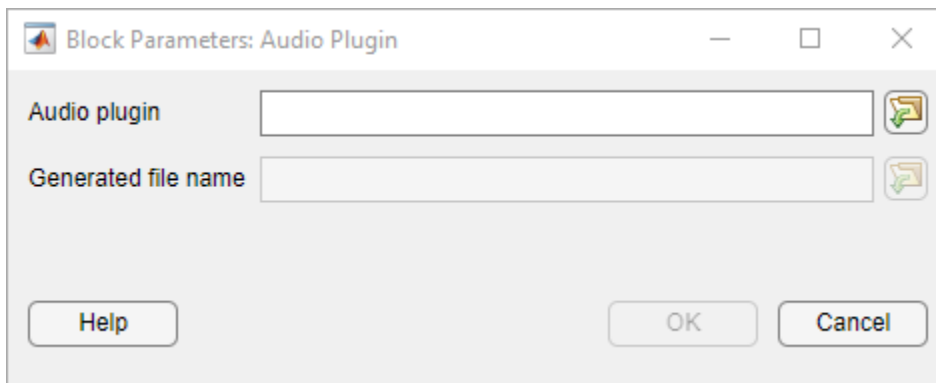 Block Parameters: Audio Plugin
Audio plugin
Generated file name
Help OK Cancel